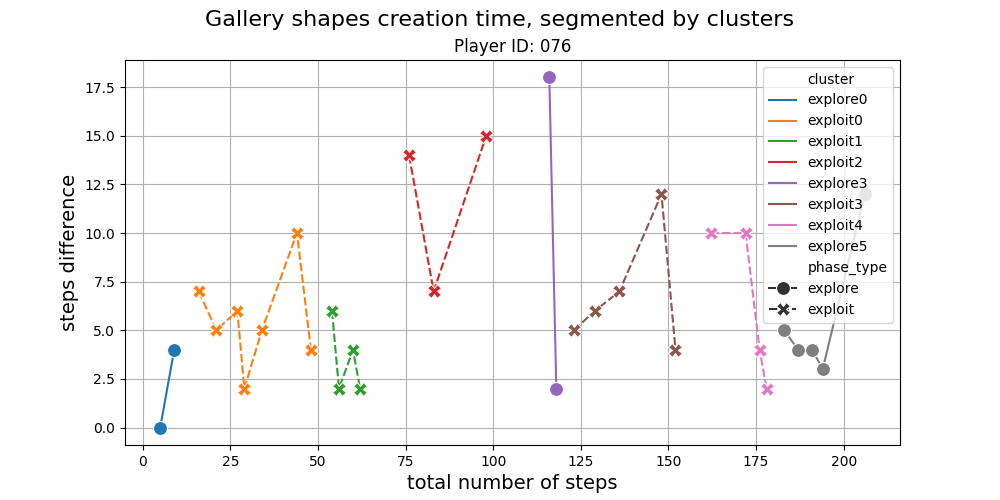 Gallery shapes creation time, segmented by clusters
Player ID: 076
steps difference
17.5
15.0
12.5
10.0
7.5
5.0
2.5
0.0
0 25 50 75 100 125 150 175 200
total number of steps
cluster
explore0
exploit0
exploit1
exploit2
explore3
exploit3
exploit4
explore5
phase_type
explore
exploit